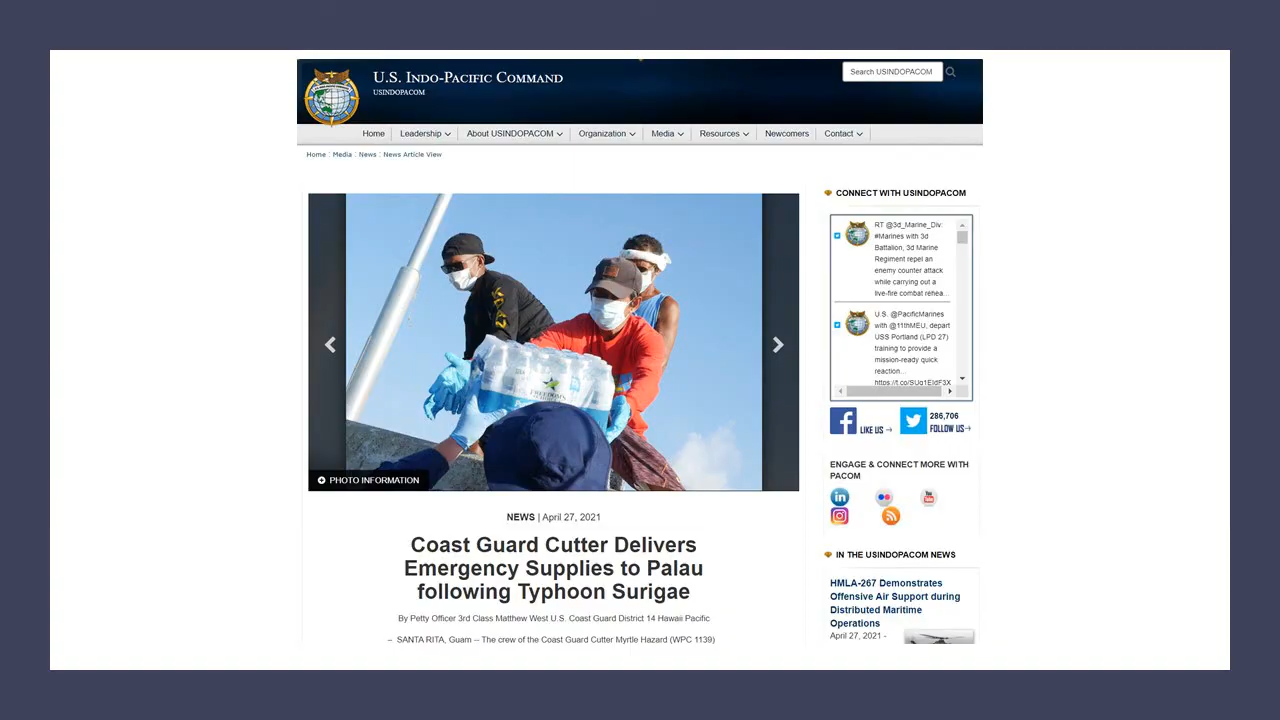 U.S. Indo-Pacific Command
USINDOPACOM
Search USINDOPACOM
Home
Leadership
About USINDOPACOM
Organization
Media
Resources
Newcomers
Contact
Home : Media : News : News Article View
PHOTO INFORMATION
NEWS | April 27, 2021
Coast Guard Cutter Delivers
Emergency Supplies to Palau
following Typhoon Surigae
By Petty Officer 3rd Class Matthew West U.S. Coast Guard District 14 Hawaii Pacific
– SANTA RITA, Guam -- The crew of the Coast Guard Cutter Myrtle Hazard (WPC 1139)
CONNECT WITH USINDOPACOM
RT @3d_Marine_Div:
#Marines with 3d
Battalion, 3d Marine
Regiment repel an
enemy counter attack
while carrying out a
live-fire combat rehea...
U.S. @PacificMarines
with @11thMEU, depart
USS Portland (LPD 27)
training to provide a
mission-ready quick
reaction...
https://t.co/SUq1EIdF3X
LIKE US
286,706
FOLLOW US
ENGAGE & CONNECT MORE WITH
PACOM
IN THE USINDOPACOM NEWS
HMLA-267 Demonstrates
Offensive Air Support during
Distributed Maritime
Operations
April 27, 2021 -